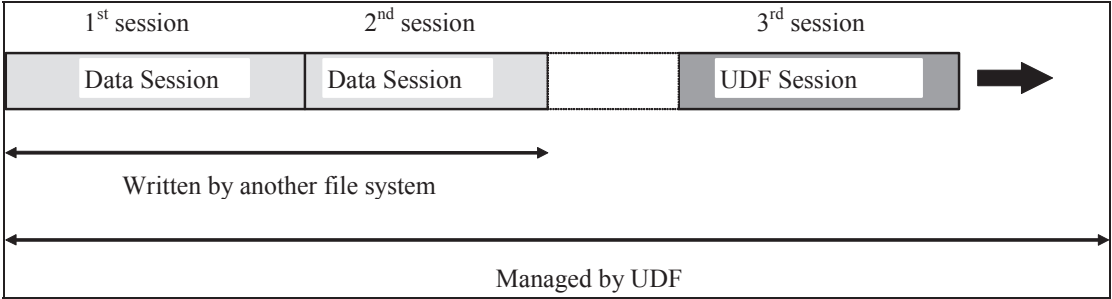 1st session 2nd session 3rd session
Data Session Data Session UDF Session
Written by another file system
Managed by UDF